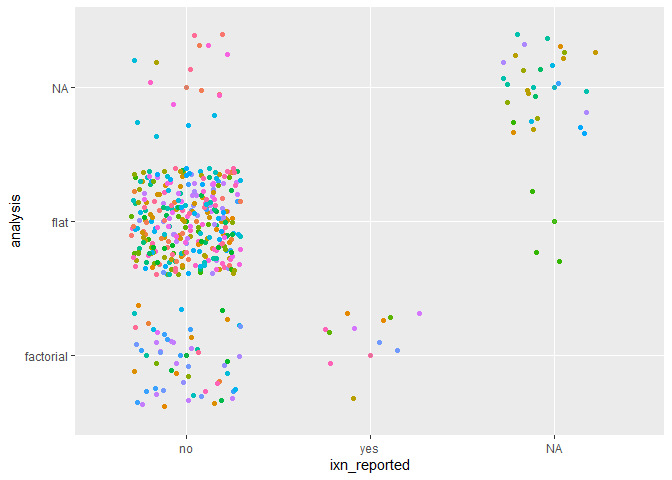 NA
flat
factorial
analysis
no
yes
NA
ixn_reported